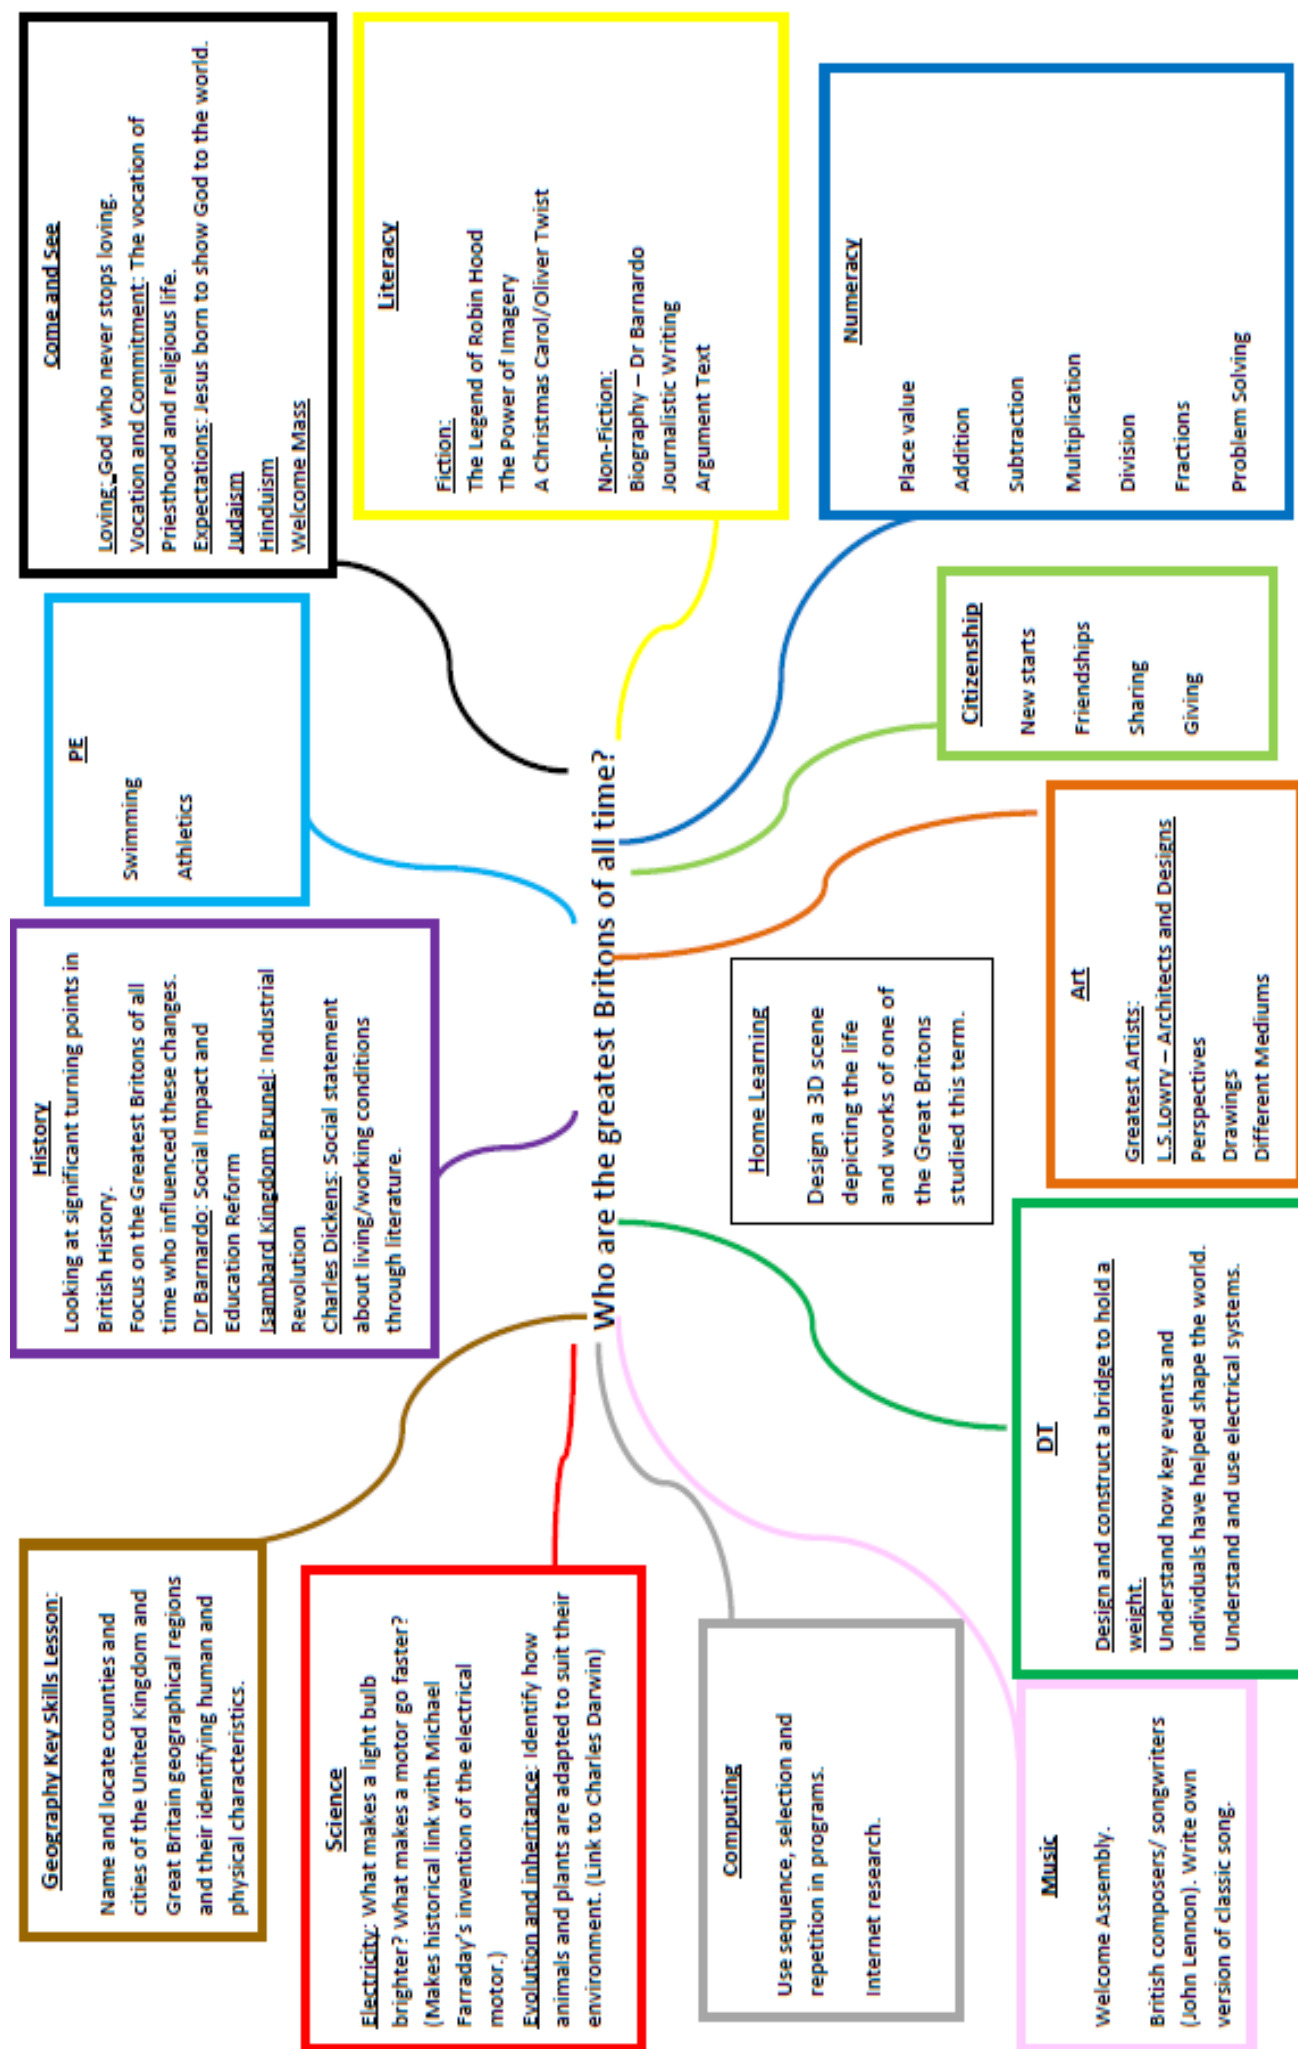 Geography Key Skills Lesson:
Name and locate counties and
cities of the United Kingdom and
Great Britain geographical regions
and their identifying human and
physical characteristics.
History
Looking at significant turning points in
British History.
Focus on the Greatest Britons of all
time who influenced these changes.
Dr Barnardo: Social Impact and
Education Reform
Isambard Kingdom Brunel: Industrial
Revolution
Charles Dickens: Social statement
about living/working conditions
through literature.
PE
Swimming
Athletics
Come and See
Loving: God who never stops loving.
Vocation and Commitment: The vocation of
Priesthood and religious life.
Expectations: Jesus born to show God to the world.
Judaism
Hinduism
Welcome Mass
Science
Electricity: What makes a light bulb
brighter? What makes a motor go faster?
(Makes historical link with Michael
Farraday's invention of the electrical
motor.)
Evolution and inheritance: Identify how
animals and plants are adapted to suit their
environment. (Link to Charles Darwin)
Who are the greatest Britons of all time?
Literacy
Fiction:
The Legend of Robin Hood
The Power of Imagery
A Christmas Carol/Oliver Twist
Non-Fiction:
Biography – Dr Barnardo
Journalistic Writing
Argument Text
Computing
Use sequence, selection and
repetition in programs.
Internet research.
Home Learning
Design a 3D scene
depicting the life
and works of one of
the Great Britons
studied this term.
Numeracy
Place value
Addition
Subtraction
Multiplication
Division
Fractions
Problem Solving
Citizenship
New starts
Friendships
Sharing
Giving
Music
Welcome Assembly.
British composers/ songwriters
(John Lennon). Write own
version of classic song.
DT
Design and construct a bridge to hold a
weight.
Understand how key events and
individuals have helped shape the world.
Understand and use electrical systems.
Art
Greatest Artists:
L.S.Lowry – Architects and Designs
Perspectives
Drawings
Different Mediums